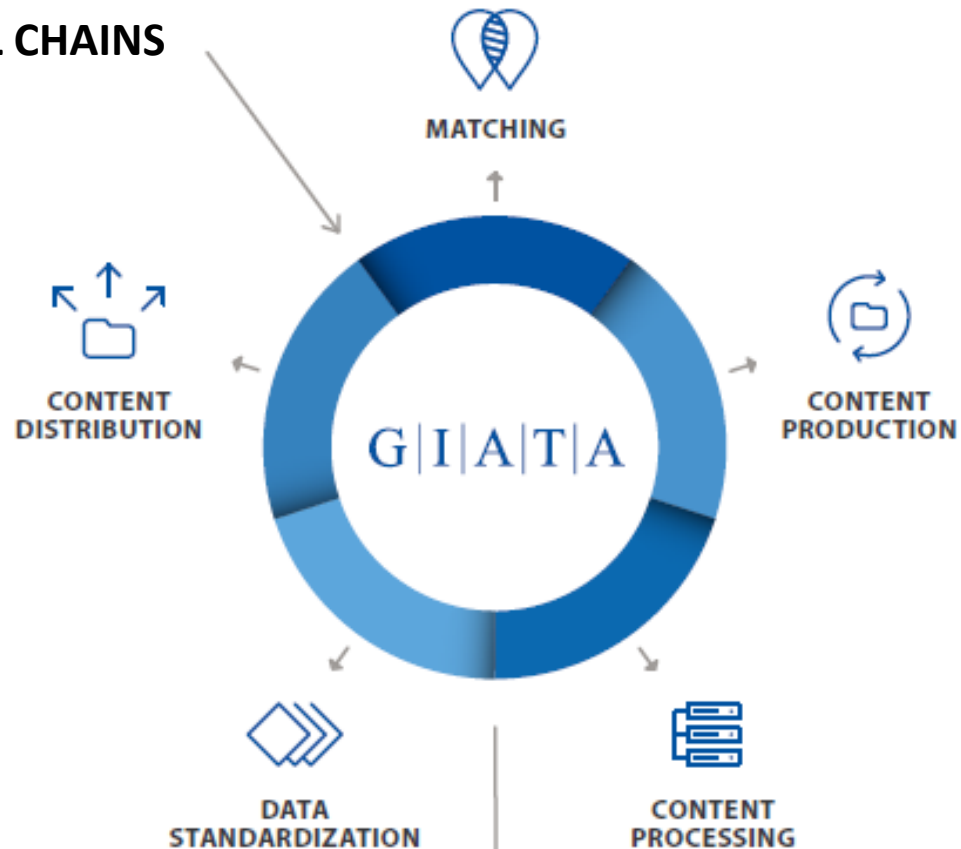 CHAINS
MATCHING
CONTENT
DISTRIBUTION
CONTENT
PRODUCTION
G|I|A|T|A
DATA
STANDARDIZATION
CONTENT
PROCESSING